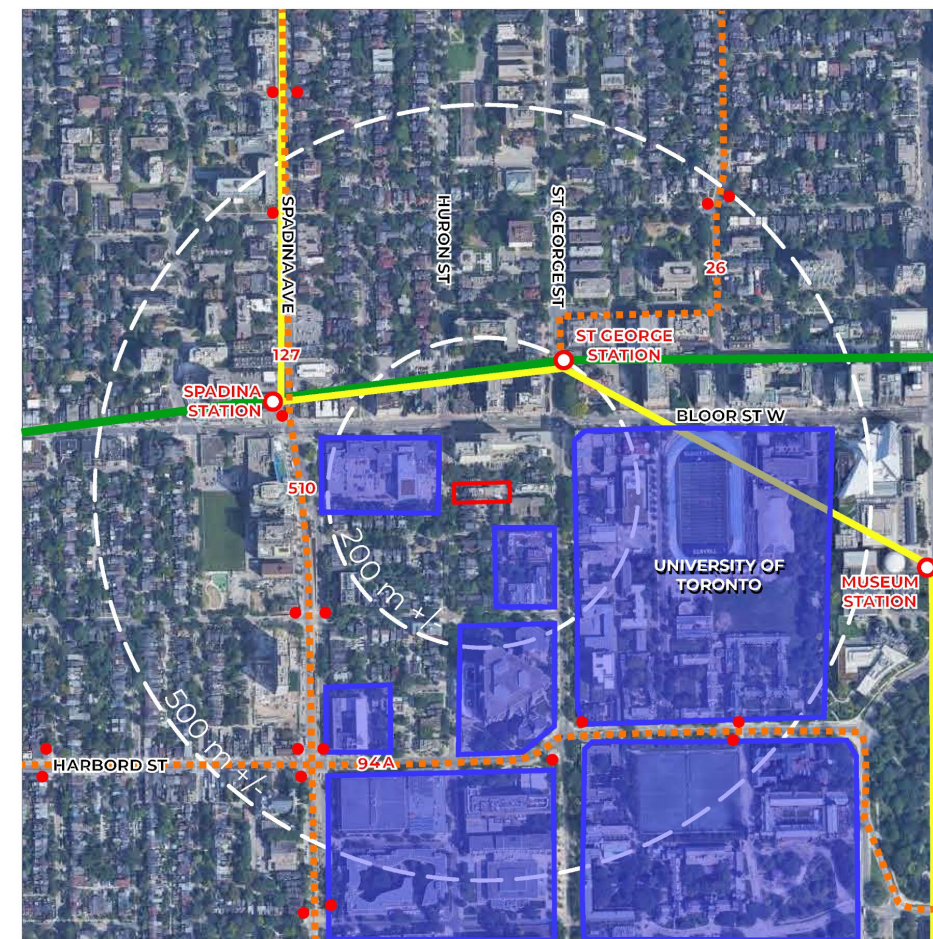 SPADINA AVE
HURON ST
ST GEORGE ST
26
ST GEORGE
STATION
127
SPADINA
STATION
BLOOR ST W
510
200 m +/-
UNIVERSITY OF
TORONTO
MUSEUM
STATION
500 m +/-
HARBORD ST
94A